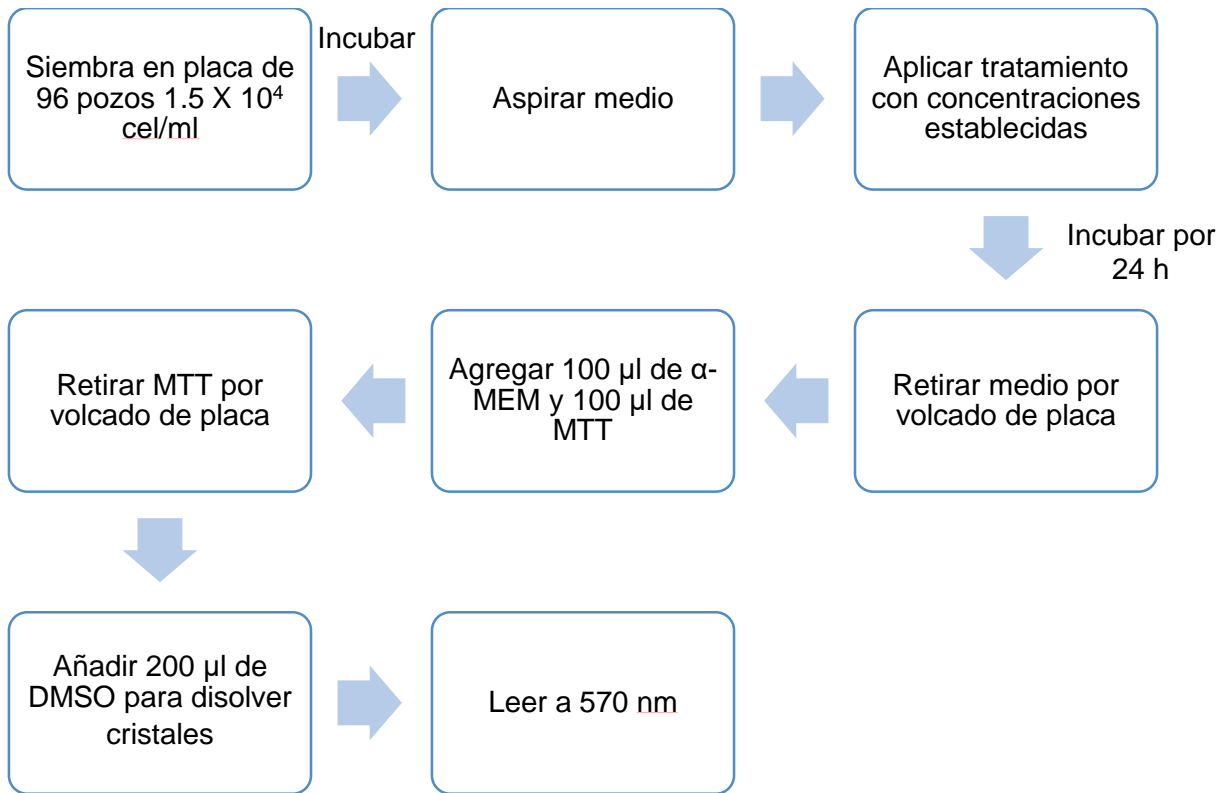 Siembra en placa de
96 pozos 1.5 X 10⁴
cel/ml
Incubar
Aspirar medio
Aplicar tratamiento
con concentraciones
establecidas
Incubar por
24 h
Retirar medio por
volcado de placa
Agregar 100 µl de α-
MEM y 100 µl de
MTT
Retirar MTT por
volcado de placa
Añadir 200 µl de
DMSO para disolver
cristales
Leer a 570 nm